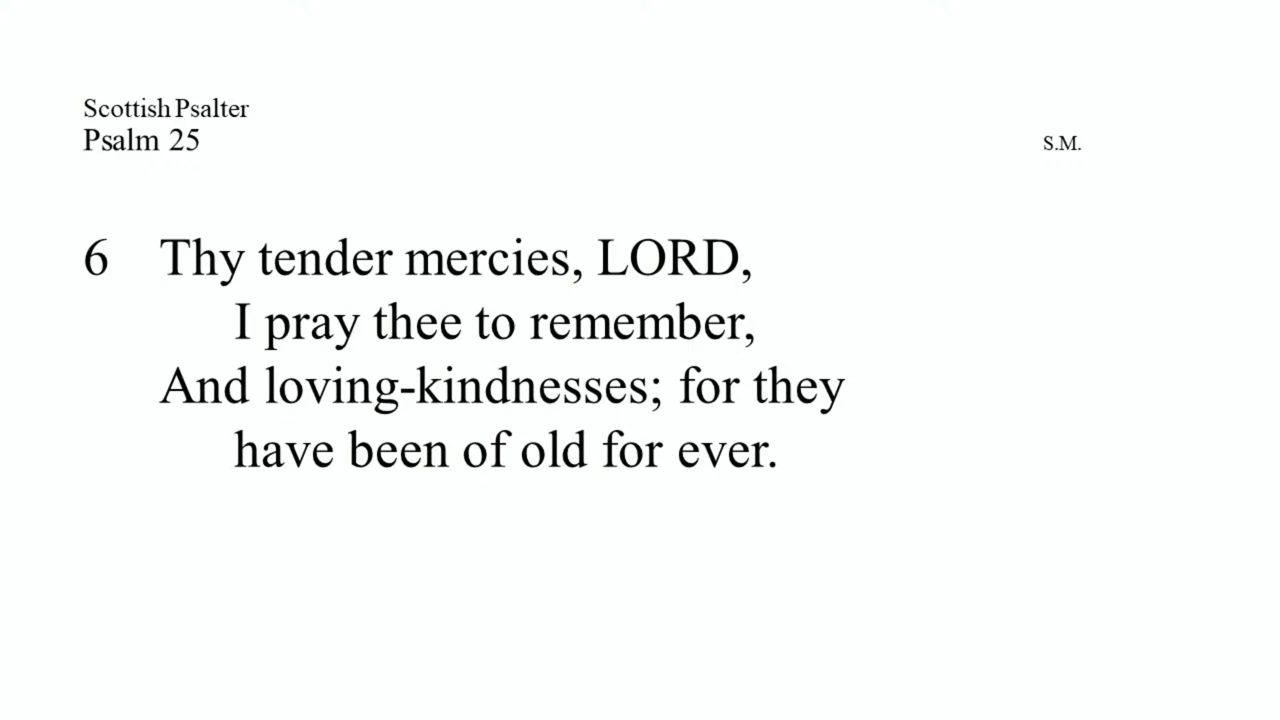 Scottish Psalter
Psalm 25
S.M.
6 Thy tender mercies, LORD,
I pray thee to remember,
And loving-kindnesses; for they
have been of old for ever.